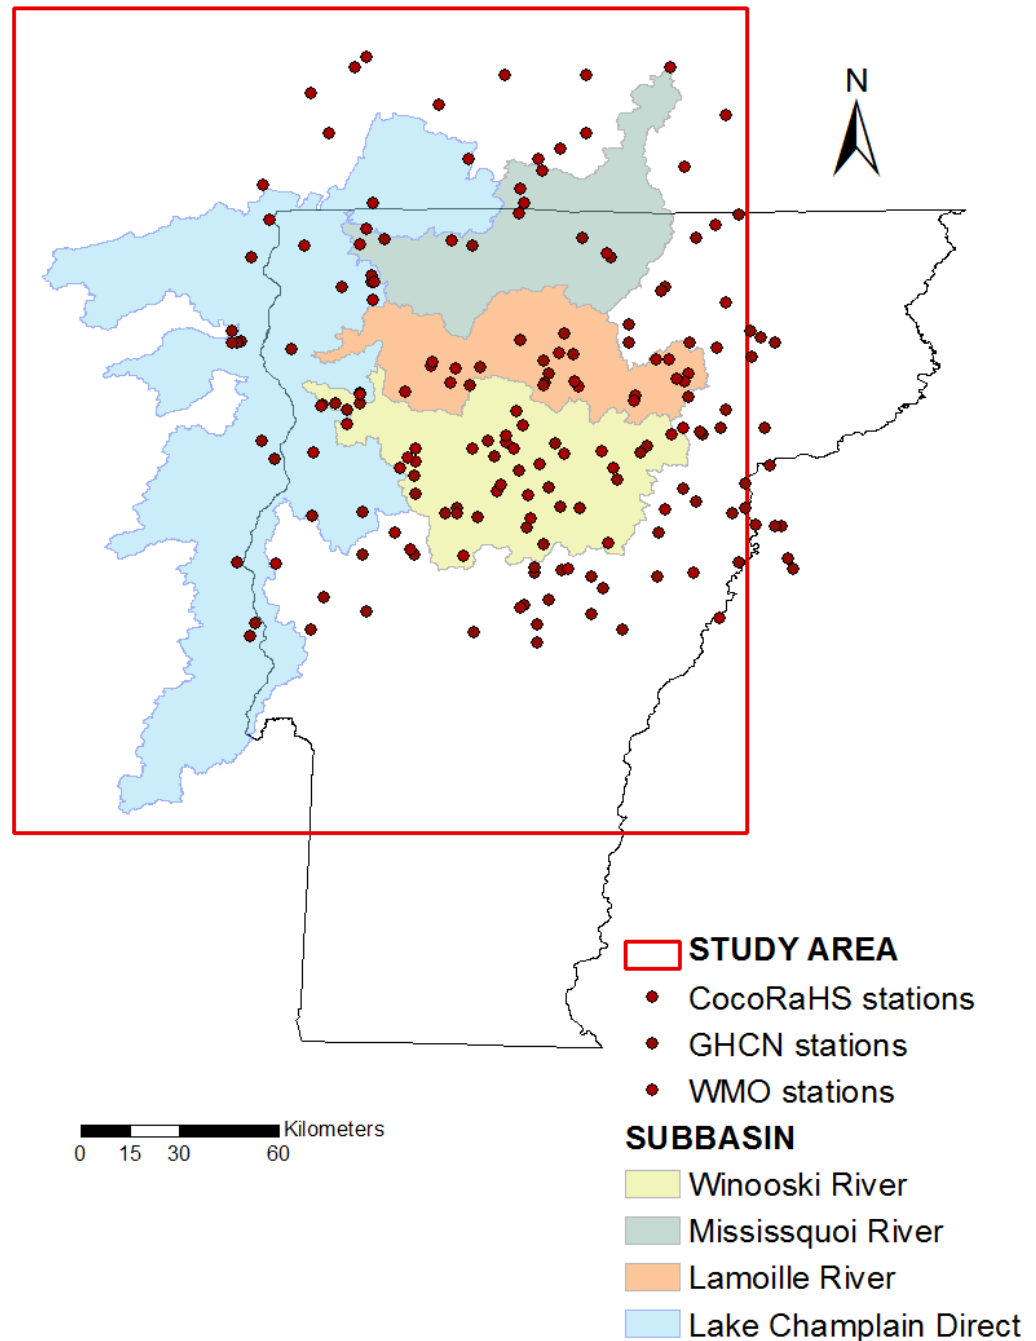 N
STUDY AREA
CocoRaHS stations
GHCN stations
WMO stations
SUBBASIN
Winooski River
Mississquoi River
Lamoille River
Lake Champlain Direct
Kilometers
0 15 30 60